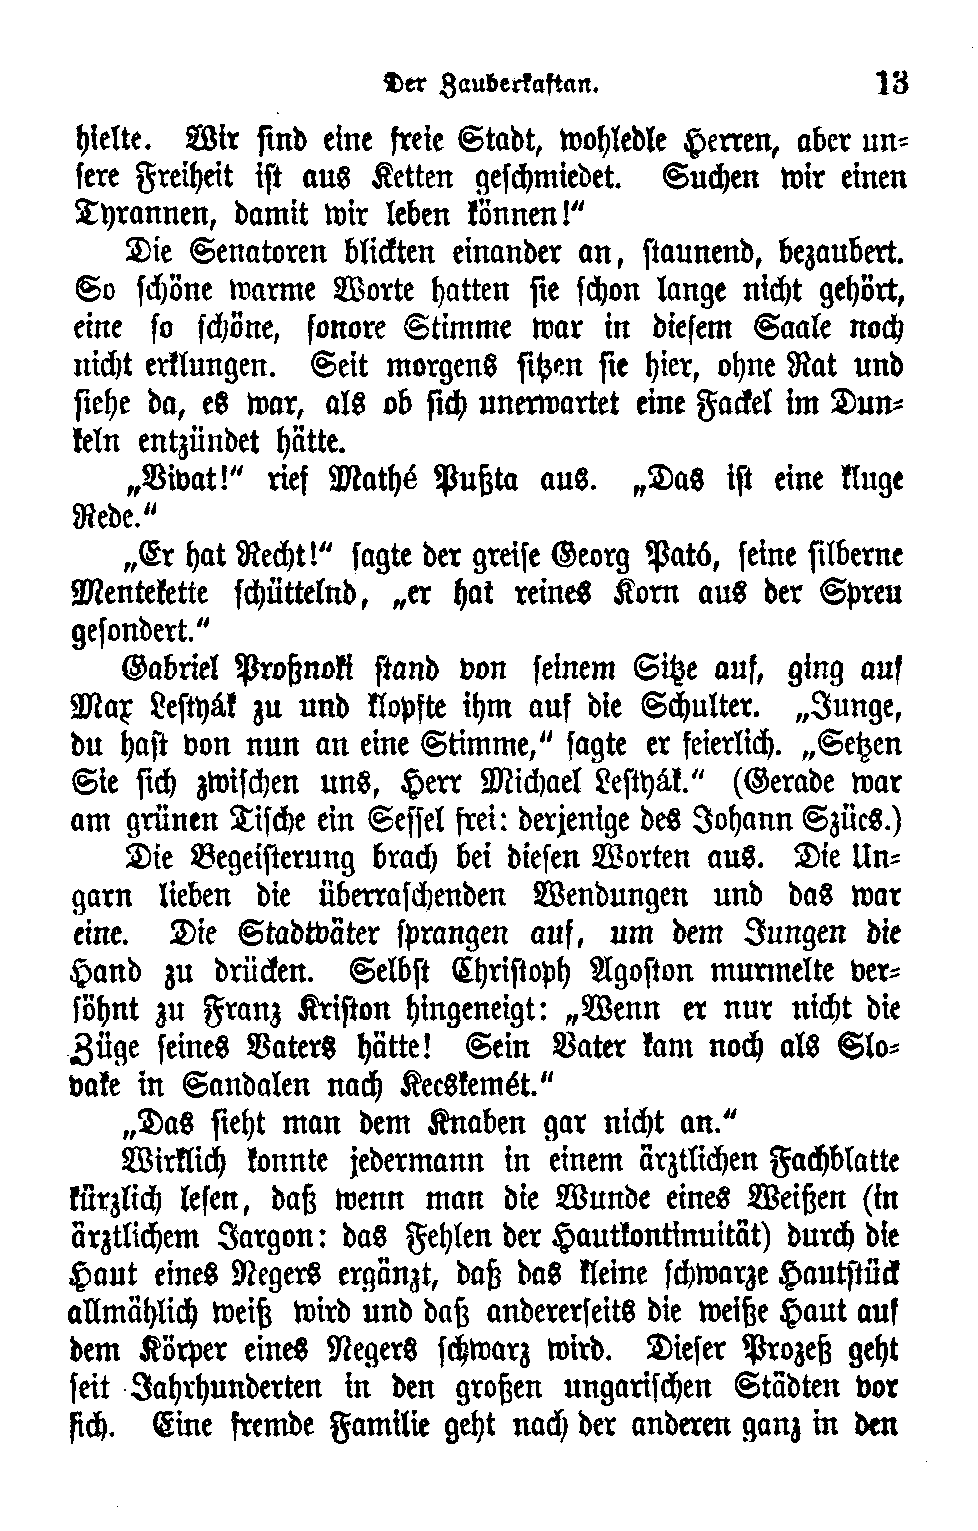 Der Zauberkaftan. 13
hielte. Wir sind eine freie Stadt, wohledle Herren, aber un-
sere Freiheit ist aus Ketten geschmiedet. Suchen wir einen
Tyrannen, damit wir leben können!“
Die Senatoren blickten einander an, staunend, bezaubert.
So schöne warme Worte hatten sie schon lange nicht gehört,
eine so schöne, sonore Stimme war in diesem Saale noch
nicht erklungen. Seit morgens sitzen sie hier, ohne Rat und
siehe da, es war, als ob sich unerwartet eine Fackel im Dun-
keln entzündet hätte.
„Vivat!“ rief Mathé Pußta aus. „Das ist eine kluge
Rede.“
„Er hat Recht!“ sagte der greise Georg Pató, seine silberne
Mentekette schüttelnd, „er hat reines Korn aus der Spreu
gesondert.“
Gabriel Proßnoki stand von seinem Sitze auf, ging auf
Max Lestyák zu und klopfte ihm auf die Schulter. „Junge,
du hast von nun an eine Stimme,“ sagte er feierlich. „Setzen
Sie sich zwischen uns, Herr Michael Lestyák.“ (Gerade war
am grünen Tische ein Sessel frei: derjenige des Johann Szücs.)
Die Begeisterung brach bei diesen Worten aus. Die Un-
garn lieben die überraschenden Wendungen und das war
eine. Die Stadtväter sprangen auf, um dem Jungen die
Hand zu drücken. Selbst Christoph Agoston murmelte ver-
söhnt zu Franz Kriston hingeneigt: „Wenn er nur nicht die
Züge seines Vaters hätte! Sein Vater kam noch als Slo-
vake in Sandalen nach Kecskemét.“
„Das sieht man dem Knaben gar nicht an.“
Wirklich konnte jedermann in einem ärztlichen Fachblatte
kürzlich lesen, daß wenn man die Wunde eines Weißen (in
ärztlichem Jargon: das Fehlen der Hautkontinuität) durch die
Haut eines Negers ergänzt, daß das kleine schwarze Hautstück
allmählich weiß wird und daß andererseits die weiße Haut auf
dem Körper eines Negers schwarz wird. Dieser Prozeß geht
seit Jahrhunderten in den großen ungarischen Städten vor
sich. Eine fremde Familie geht nach der anderen ganz in den